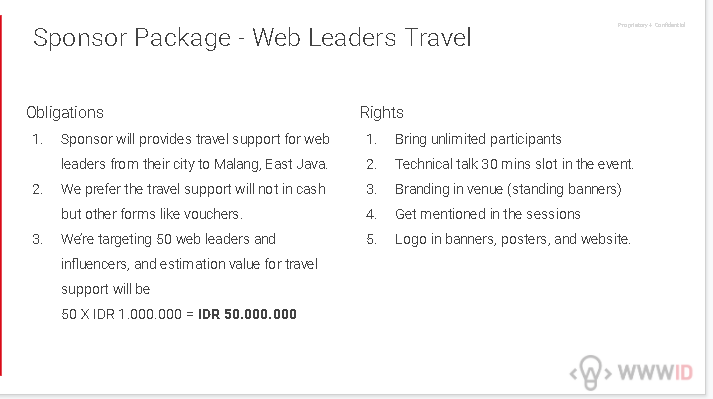 Proprietary + Confidential
Sponsor Package - Web Leaders Travel
Obligations
1. Sponsor will provides travel support for web
leaders from their city to Malang, East Java.
2. We prefer the travel support will not in cash
but other forms like vouchers.
3. We're targeting 50 web leaders and
influencers, and estimation value for travel
support will be
50 X IDR 1.000.000 = IDR 50.000.000
Rights
1. Bring unlimited participants
2. Technical talk 30 mins slot in the event.
3. Branding in venue (standing banners)
4. Get mentioned in the sessions
5. Logo in banners, posters, and website.
WWWID